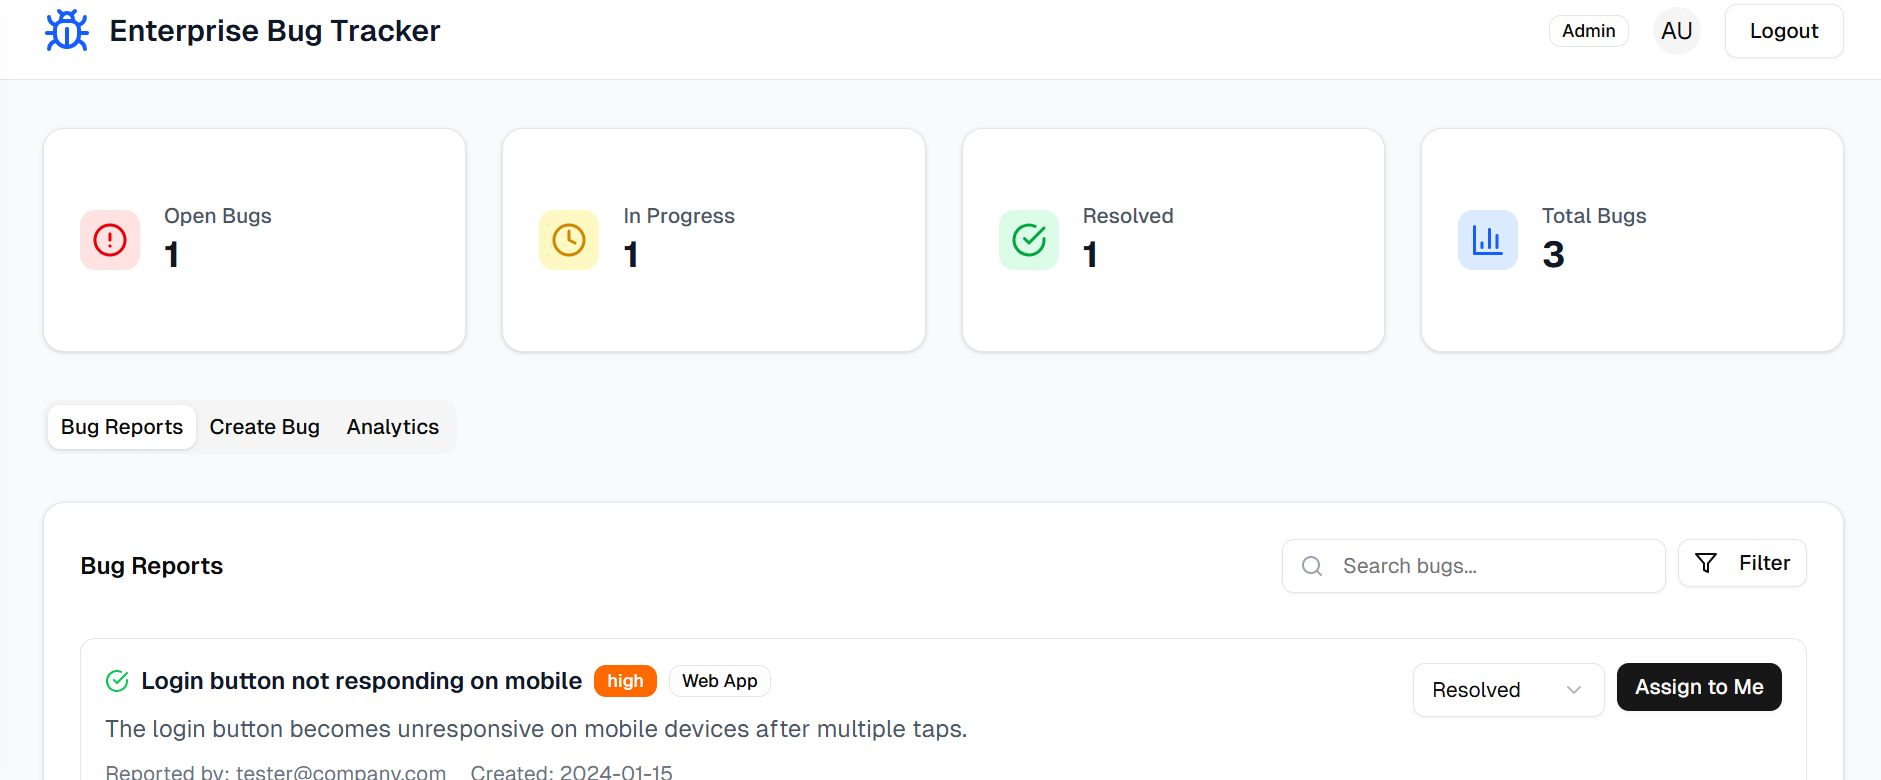 Enterprise Bug Tracker
Admin
AU
Logout
Open Bugs
1
In Progress
1
Resolved
1
Total Bugs
3
Bug Reports
Create Bug
Analytics
Bug Reports
Search bugs...
Filter
Login button not responding on mobile
high
Web App
Resolved
Assign to Me
The login button becomes unresponsive on mobile devices after multiple taps.
Reported by: tester@company.com
Created: 2024-01-15